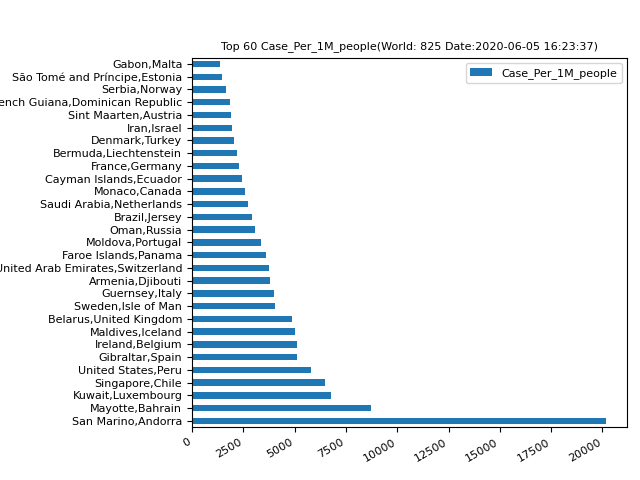 Top 60 Case_Per_1M_people(World: 825 Date:2020-06-05 16:23:37)
Case_Per_1M_people
Gabon,Malta
São Tomé and Príncipe,Estonia
Serbia,Norway
ench Guiana,Dominican Republic
Sint Maarten,Austria
Iran,Israel
Denmark,Turkey
Bermuda,Liechtenstein
France,Germany
Cayman Islands,Ecuador
Monaco,Canada
Saudi Arabia,Netherlands
Brazil,Jersey
Oman,Russia
Moldova,Portugal
Faroe Islands,Panama
United Arab Emirates,Switzerland
Armenia,Djibouti
Guernsey,Italy
Sweden,Isle of Man
Belarus,United Kingdom
Maldives,Iceland
Ireland,Belgium
Gibraltar,Spain
United States,Peru
Singapore,Chile
Kuwait,Luxembourg
Mayotte,Bahrain
San Marino,Andorra
0 2500 5000 7500 10000 12500 15000 17500 20000